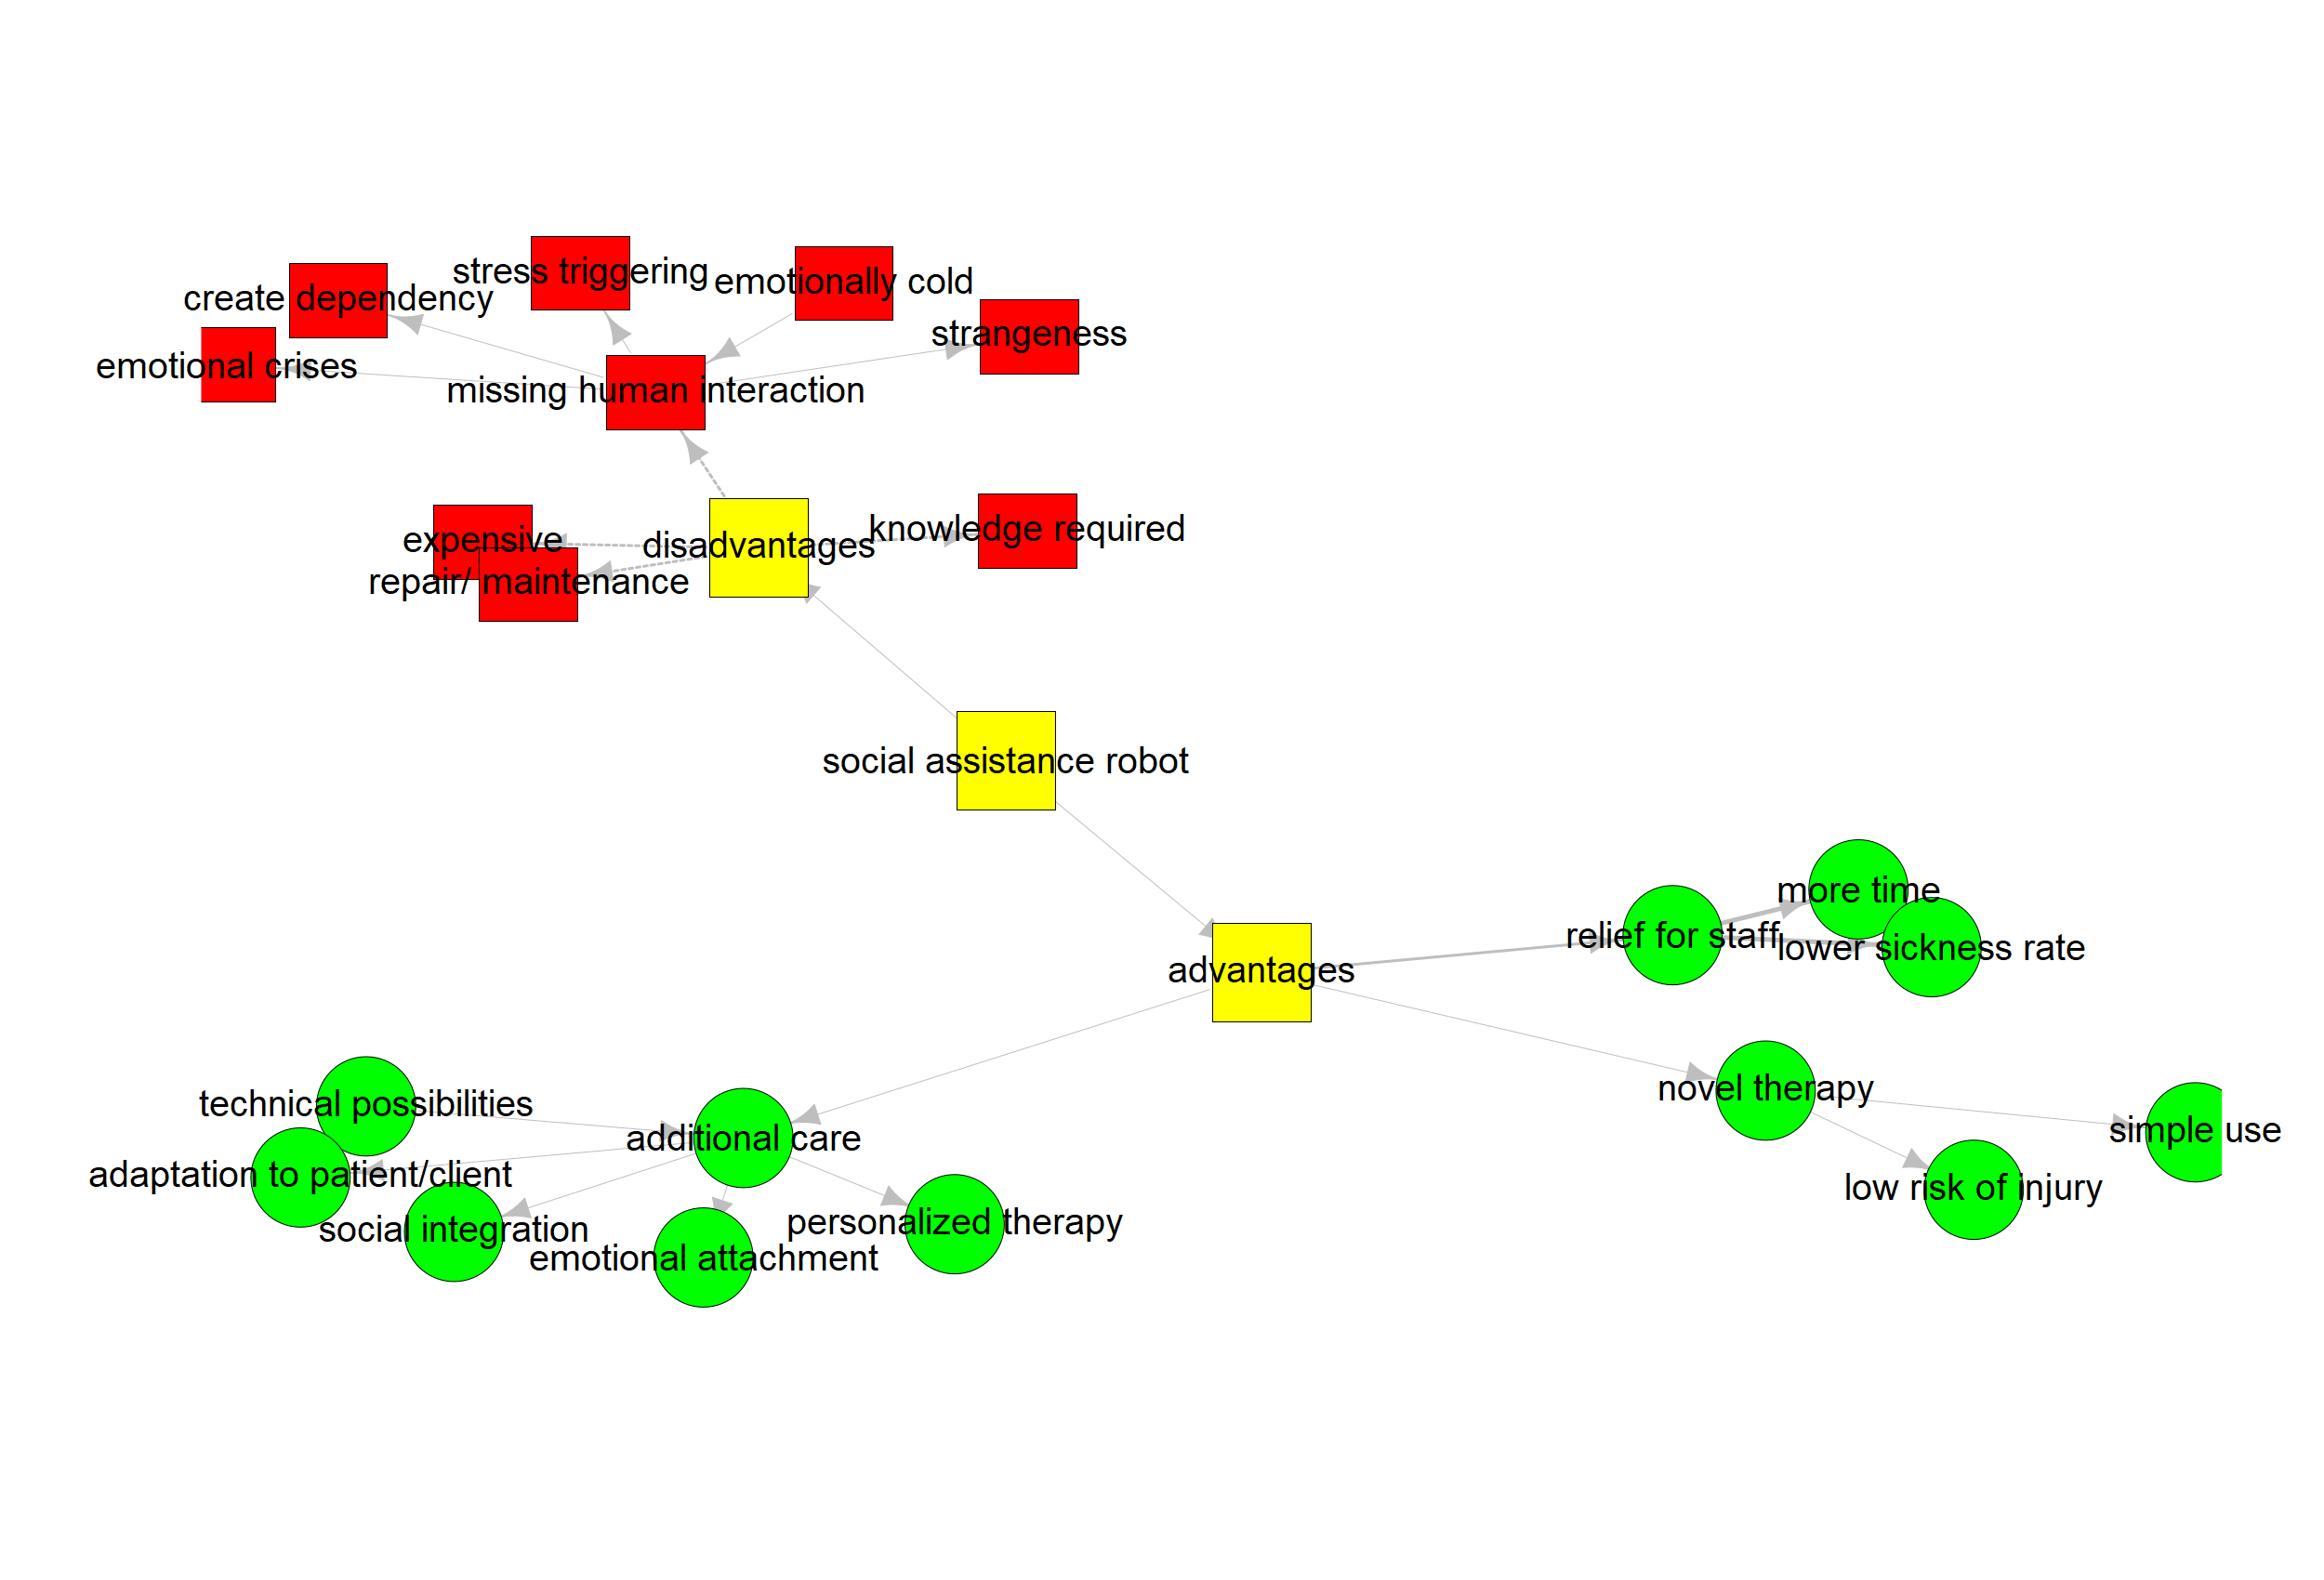 stress triggering
emotionally cold
create dependency
strangeness
emotional crises
missing human interaction
knowledge required
expensive
disadvantages
repair/ maintenance
social assistance robot
more time
relief for staff
lower sickness rate
advantages
novel therapy
technical possibilities
simple use
additional care
adaptation to patient/client
low risk of injury
personalized therapy
social integration
emotional attachment